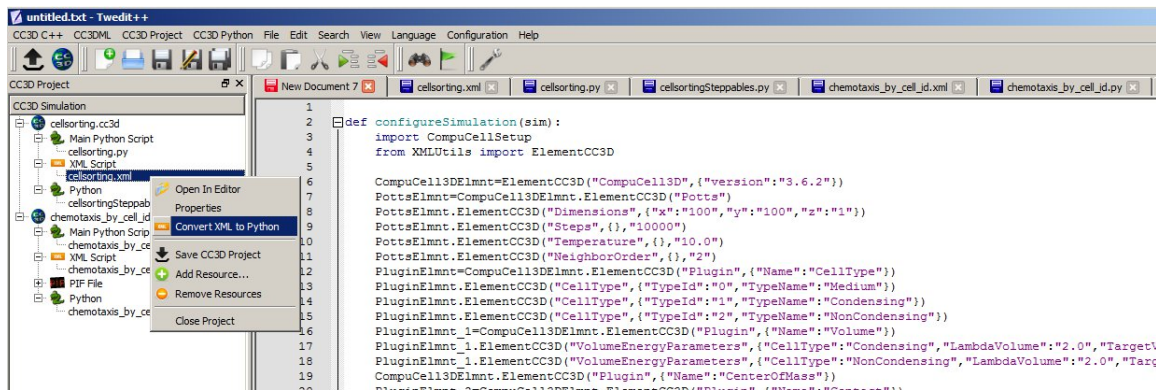 untitled.txt - Twedit++
CC3D C++ CC3DML CC3D Project CC3D Python File Edit Search View Language Configuration Help
CC3D Project
New Document 7 cellsorting.xml cellsorting.py cellsortingSteppables.py chemotaxis_by_cell_id.xml chemotaxis_by_cell_id.py
CC3D Simulation
cellsorting.cc3d
Main Python Script
cellsorting.py
XML Script
cellsorting.xml
Python
cellsortingSteppab
chemotaxis_by_cell_id
Main Python Scrip
chemotaxis_by_ce
XML Script
chemotaxis_by_ce
PIF File
Python
chemotaxis_by_ce
Open In Editor
Properties
Convert XML to Python
Save CC3D Project
Add Resource...
Remove Resources
Close Project
1
2 def configureSimulation(sim):
3 import CompuCellSetup
4 from XMLUtils import ElementCC3D
5
6 CompuCell3DElmnt=ElementCC3D("CompuCell3D",{"version":"3.6.2"})
7 PottsElmnt=CompuCell3DElmnt.ElementCC3D("Potts")
8 PottsElmnt.ElementCC3D("Dimensions",{"x":"100","y":"100","z":"1"})
9 PottsElmnt.ElementCC3D("Steps",{},"10000")
10 PottsElmnt.ElementCC3D("Temperature",{},"10.0")
11 PottsElmnt.ElementCC3D("NeighborOrder",{},"2")
12 PluginElmnt=CompuCell3DElmnt.ElementCC3D("Plugin",{"Name":"CellType"})
13 PluginElmnt.ElementCC3D("CellType",{"TypeId":"0","TypeName":"Medium"})
14 PluginElmnt.ElementCC3D("CellType",{"TypeId":"1","TypeName":"Condensing"})
15 PluginElmnt.ElementCC3D("CellType",{"TypeId":"2","TypeName":"NonCondensing"})
16 PluginElmnt_1=CompuCell3DElmnt.ElementCC3D("Plugin",{"Name":"Volume"})
17 PluginElmnt_1.ElementCC3D("VolumeEnergyParameters",{"CellType":"Condensing","LambdaVolume":"2.0","TargetV
18 PluginElmnt_1.ElementCC3D("VolumeEnergyParameters",{"CellType":"NonCondensing","LambdaVolume":"2.0","Targ
19 CompuCell3DElmnt.ElementCC3D("Plugin",{"Name":"CenterOfMass"})